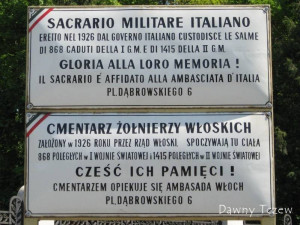 SACRARIO MILITARE ITALIANO
ERETTO NEL 1926 DAL GOVERNO ITALIANO CUSTODISCE LE SALME
DI 868 CADUTI DELLA I G.M. E DI 1415 DELLA II G.M.
GLORIA ALLA LORO MEMORIA !
IL SACRARIO È AFFIDATO ALLA AMBASCIATA D'ITALIA
PL.DĄBROWSKIEGO 6
CMENTARZ ŻOŁNIERZY WŁOSKICH
ZAŁOŻONY W 1926 ROKU PRZEZ RZĄD WŁOSKI. SPOCZYWAJĄ TU CIAŁA
868 POLEGŁYCH W I WOJNIE ŚWIATOWEJ I 1415 POLEGŁYCH W II WOJNIE ŚWIATOWEJ
CZEŚĆ ICH PAMIĘCI !
CMENTARZEM OPIEKUJE SIĘ AMBASADA WŁOCH
PL.DĄBROWSKIEGO 6
Dawny Tczew